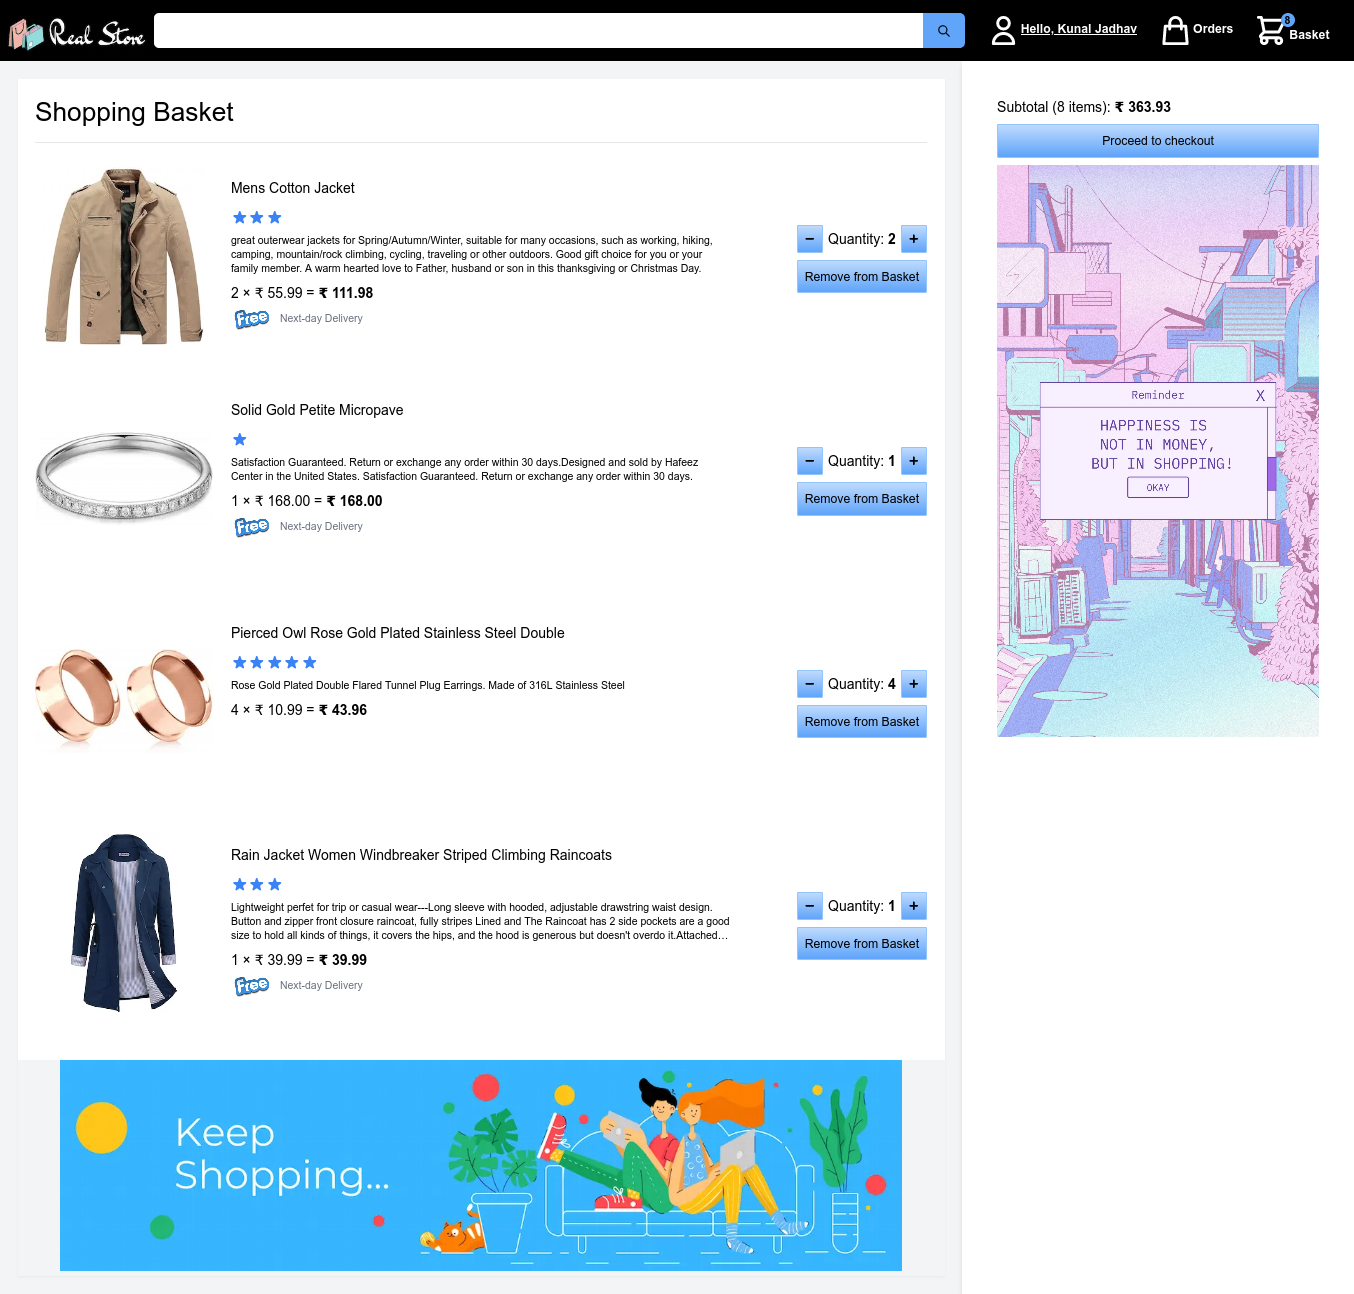 Real Store
Hello, Kunal Jadhav
Orders
8
Basket
Shopping Basket
Mens Cotton Jacket
great outerwear jackets for Spring/Autumn/Winter, suitable for many occasions, such as working, hiking,
camping, mountain/rock climbing, cycling, traveling or other outdoors. Good gift choice for you or your
family member. A warm hearted love to Father, husband or son in this thanksgiving or Christmas Day.
2 × ₹ 55.99 = ₹ 111.98
Free Next-day Delivery
− Quantity: 2 +
Remove from Basket
Solid Gold Petite Micropave
Satisfaction Guaranteed. Return or exchange any order within 30 days.Designed and sold by Hafeez
Center in the United States. Satisfaction Guaranteed. Return or exchange any order within 30 days.
1 × ₹ 168.00 = ₹ 168.00
Free Next-day Delivery
− Quantity: 1 +
Remove from Basket
Pierced Owl Rose Gold Plated Stainless Steel Double
Rose Gold Plated Double Flared Tunnel Plug Earrings. Made of 316L Stainless Steel
4 × ₹ 10.99 = ₹ 43.96
− Quantity: 4 +
Remove from Basket
Rain Jacket Women Windbreaker Striped Climbing Raincoats
Lightweight perfet for trip or casual wear---Long sleeve with hooded, adjustable drawstring waist design.
Button and zipper front closure raincoat, fully stripes Lined and The Raincoat has 2 side pockets are a good
size to hold all kinds of things, it covers the hips, and the hood is generous but doesn't overdo it.Attached…
1 × ₹ 39.99 = ₹ 39.99
Free Next-day Delivery
− Quantity: 1 +
Remove from Basket
Keep
Shopping...
Subtotal (8 items): ₹ 363.93
Proceed to checkout
Reminder X
HAPPINESS IS
NOT IN MONEY,
BUT IN SHOPPING!
OKAY